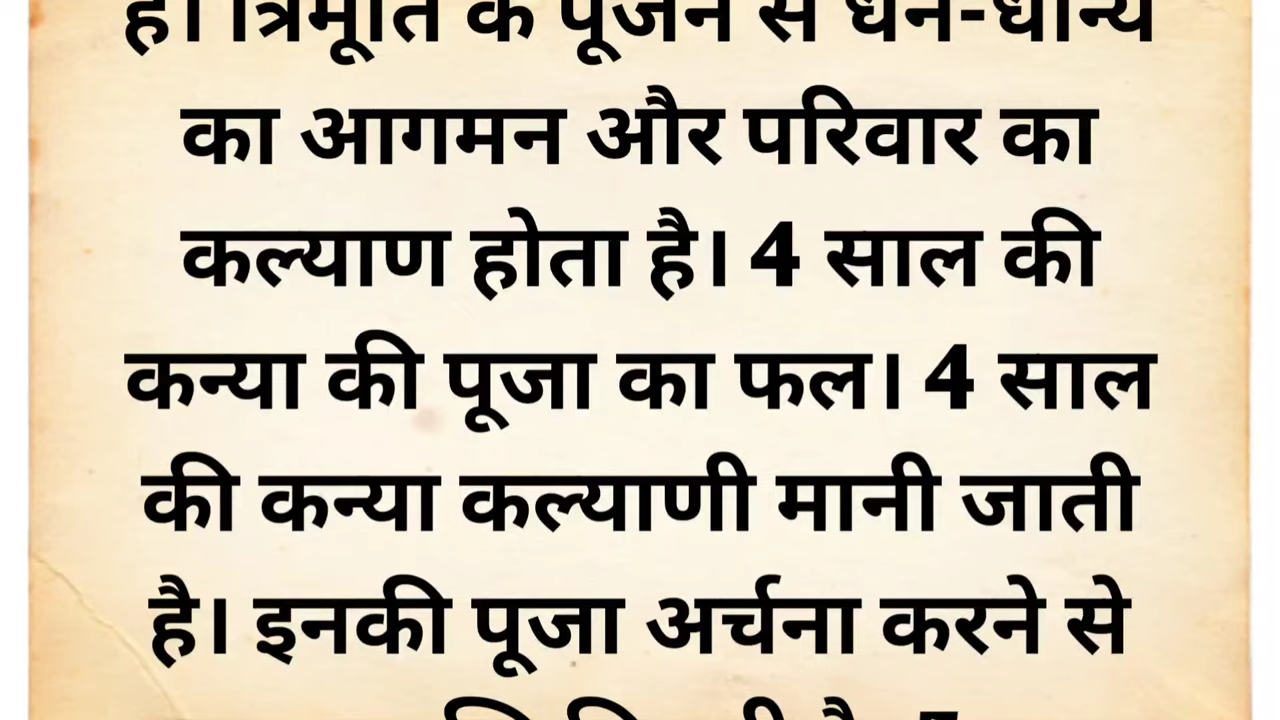 है। त्रिमूर्ति के पूजन से धन-धान्य
का आगमन और परिवार का
कल्याण होता है। 4 साल की
कन्या की पूजा का फल। 4 साल
की कन्या कल्याणी मानी जाती
है। इनकी पूजा अर्चना करने से